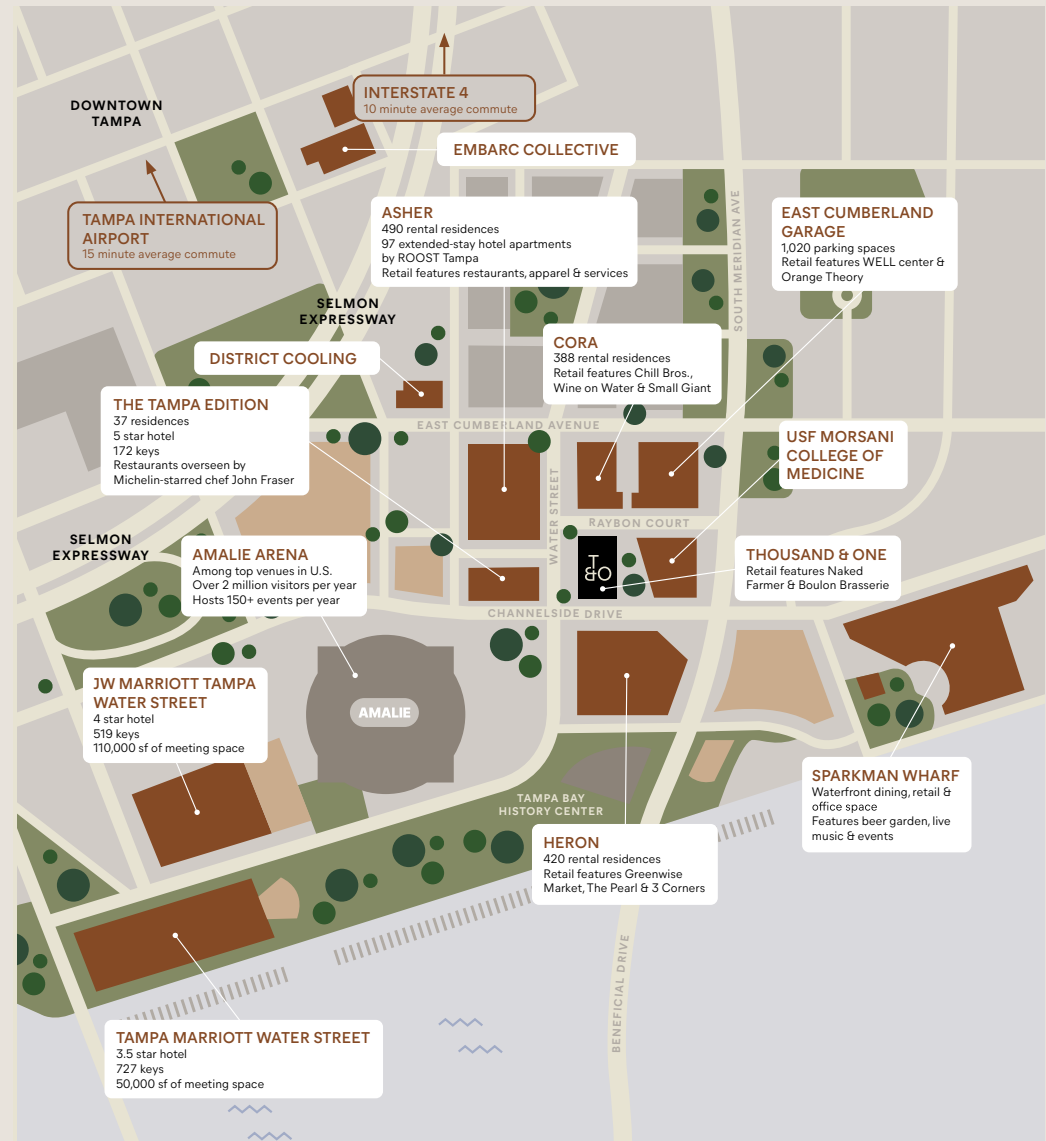 INTERSTATE 4
10 minute average commute
DOWNTOWN
TAMPA
EMBARC COLLECTIVE
TAMPA INTERNATIONAL
AIRPORT
15 minute average commute
ASHER
490 rental residences
97 extended-stay hotel apartments
by ROOST Tampa
Retail features restaurants, apparel & services
SOUTH MERIDIAN AVE
EAST CUMBERLAND
GARAGE
1,020 parking spaces
Retail features WELL center &
Orange Theory
SELMON
EXPRESSWAY
DISTRICT COOLING
CORA
388 rental residences
Retail features Chill Bros.,
Wine on Water & Small Giant
THE TAMPA EDITION
37 residences
5 star hotel
172 keys
Restaurants overseen by
Michelin-starred chef John Fraser
EAST CUMBERLAND AVENUE
USF MORSANI
COLLEGE OF
MEDICINE
WATER STREET
RAYBON COURT
SELMON
EXPRESSWAY
AMALIE ARENA
Among top venues in U.S.
Over 2 million visitors per year
Hosts 150+ events per year
T
&O
THOUSAND & ONE
Retail features Naked
Farmer & Boulon Brasserie
CHANNELSIDE DRIVE
JW MARRIOTT TAMPA
WATER STREET
4 star hotel
519 keys
110,000 sf of meeting space
AMALIE
SPARKMAN WHARF
Waterfront dining, retail &
office space
Features beer garden, live
music & events
TAMPA BAY
HISTORY CENTER
HERON
420 rental residences
Retail features Greenwise
Market, The Pearl & 3 Corners
BENEFICIAL DRIVE
TAMPA MARRIOTT WATER STREET
3.5 star hotel
727 keys
50,000 sf of meeting space